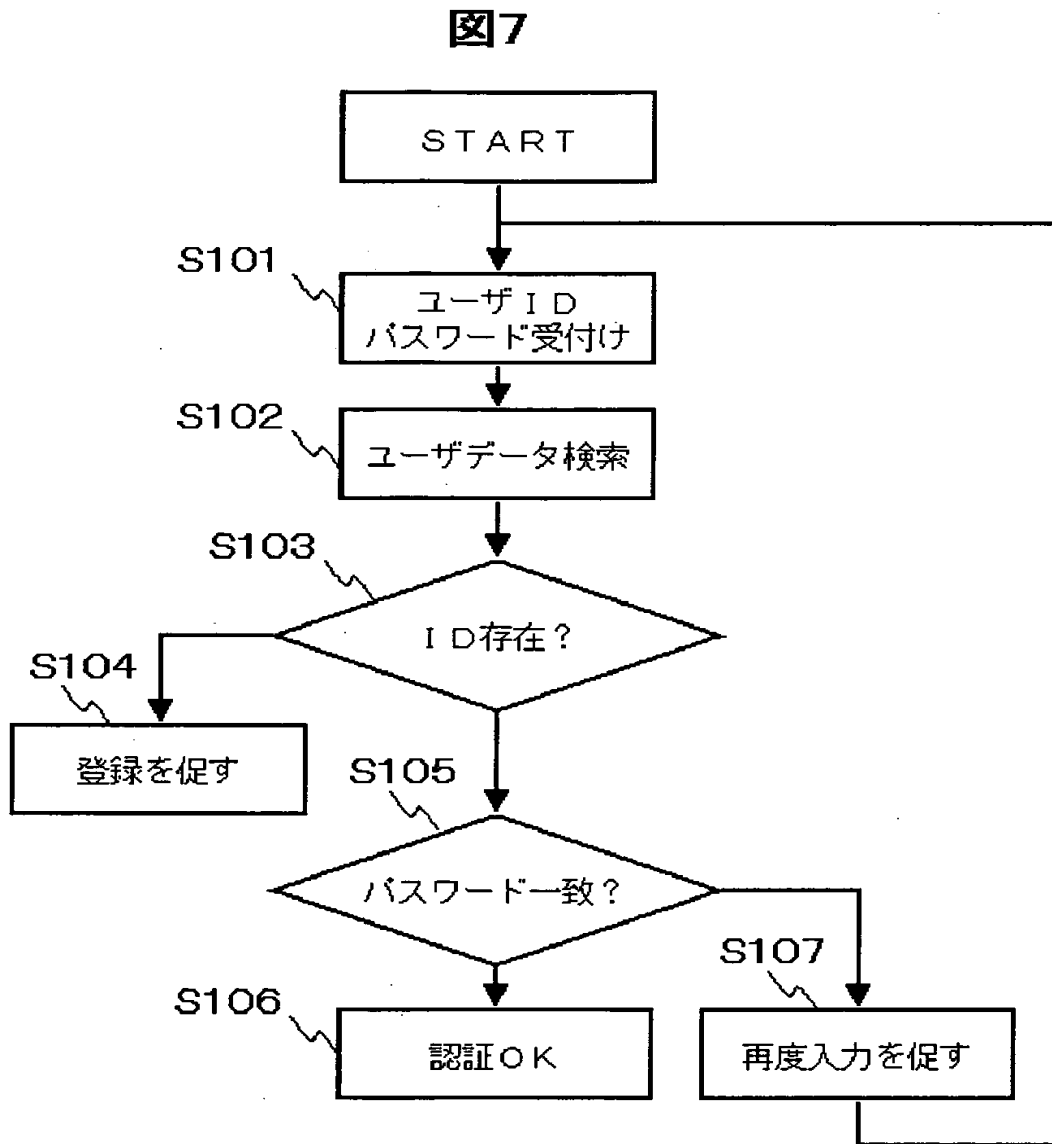 図7
START
S101
ユーザID
パスワード受付け
S102
ユーザデータ検索
S103
ID存在?
S104
登録を促す
S105
パスワード一致?
S106
認証OK
S107
再度入力を促す